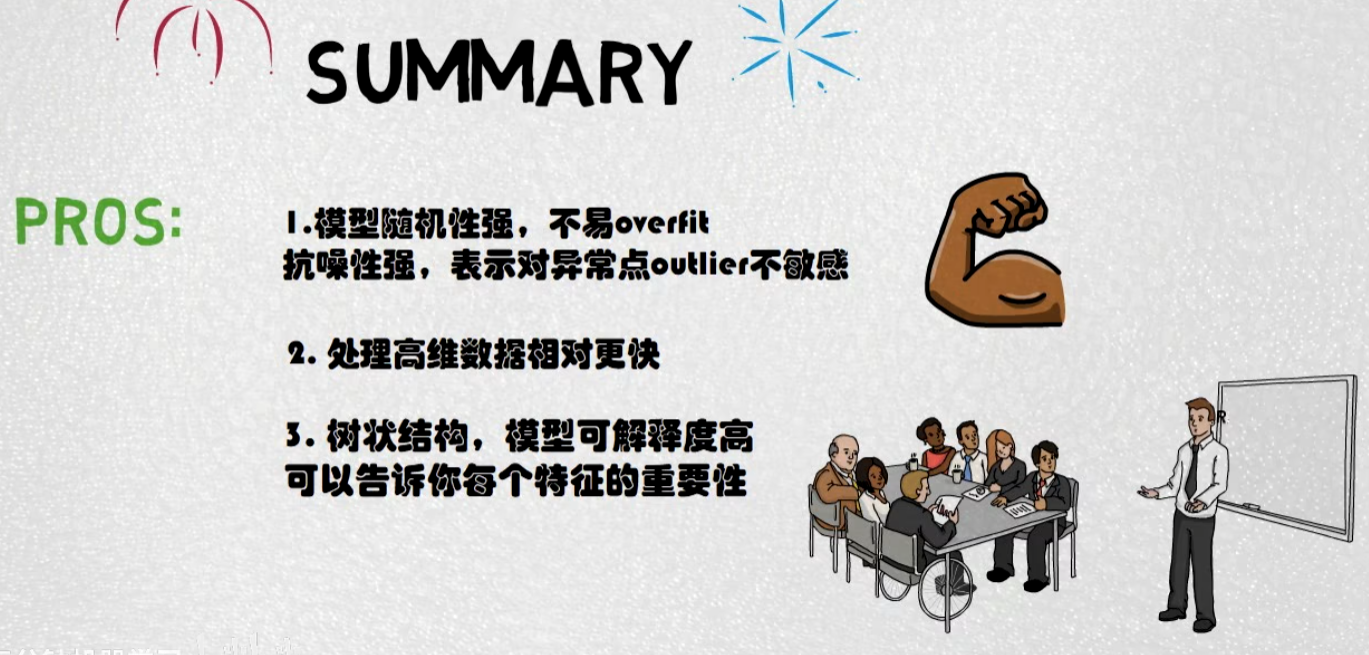 SUMMARY
PROS:
1.模型随机性强，不易overfit
抗噪性强，表示对异常点outlier不敏感
2. 处理高维数据相对更快
3. 树状结构，模型可解释度高
可以告诉你每个特征的重要性
R